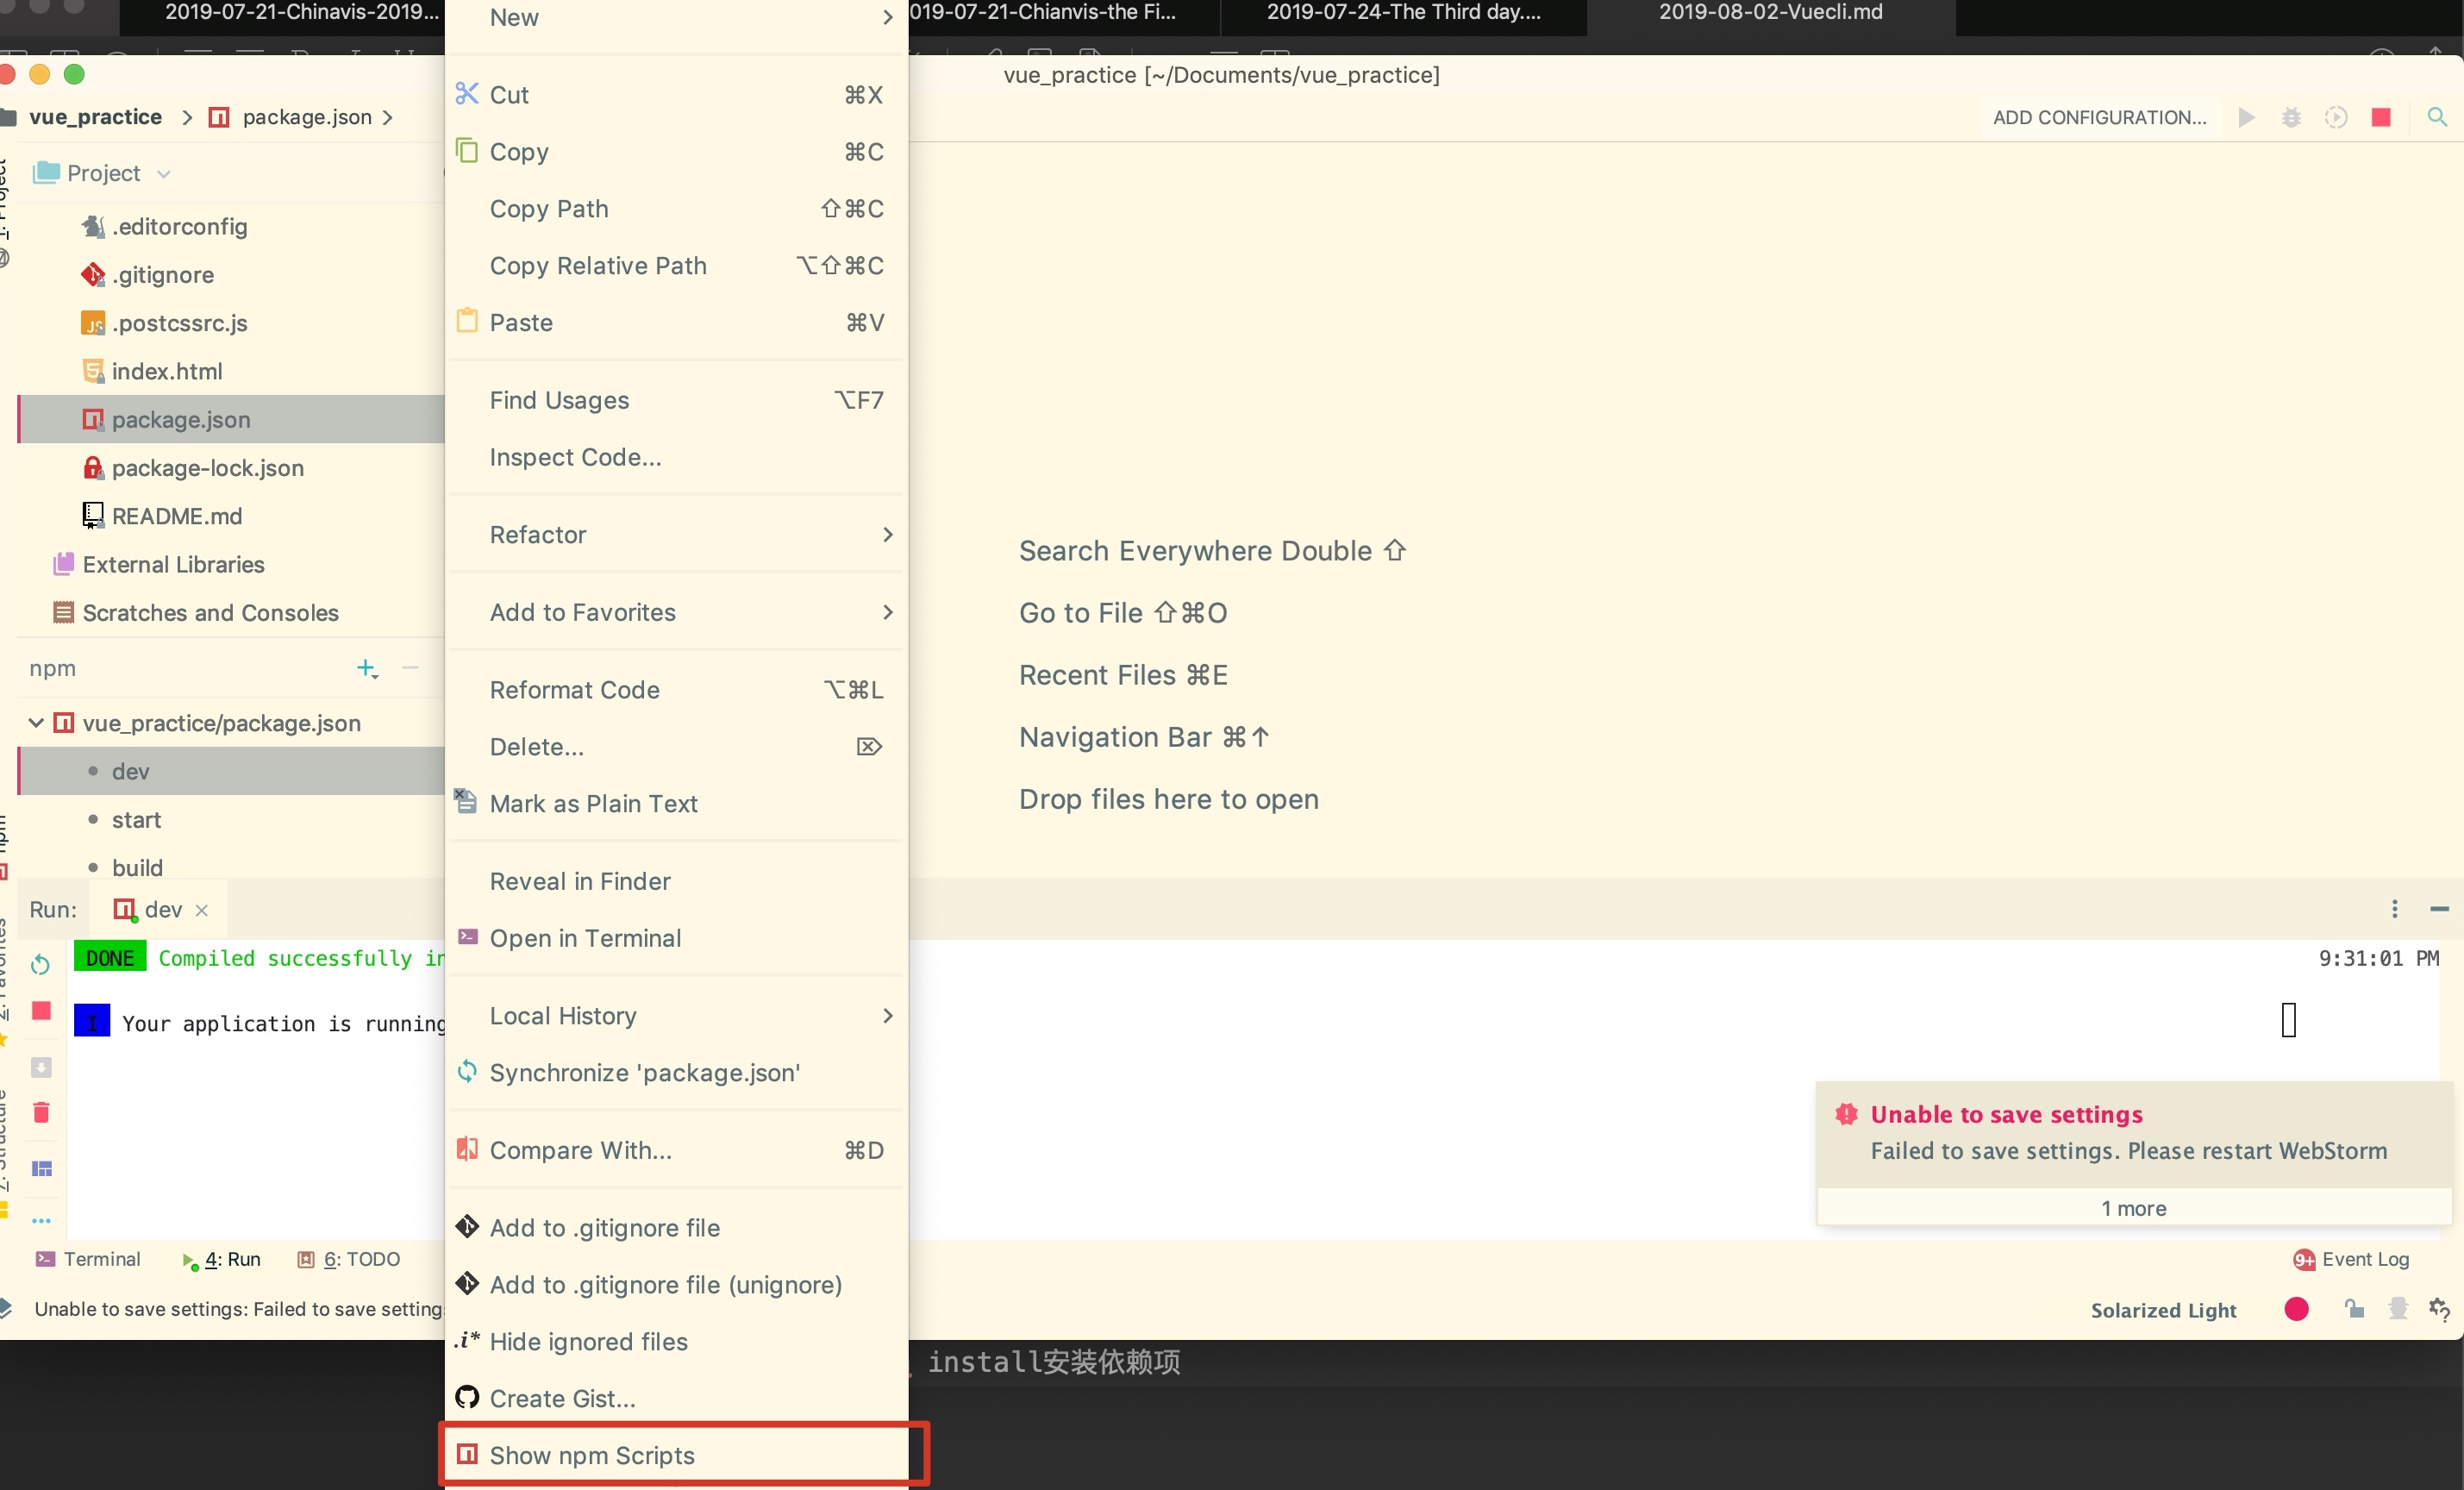 2019-07-21-Chinavis-2019...
019-07-21-Chianvis-the Fi...
2019-07-24-The Third day....
2019-08-02-Vuecli.md
vue_practice [~/Documents/vue_practice]
vue_practice > package.json >
ADD CONFIGURATION...
1: Project
Project
.editorconfig
.gitignore
.postcssrc.js
index.html
package.json
package-lock.json
README.md
External Libraries
Scratches and Consoles
npm
vue_practice/package.json
dev
start
build
npm
2: Favorites
7: Structure
New
Cut ⌘X
Copy ⌘C
Copy Path ⇧⌘C
Copy Relative Path ⌥⇧⌘C
Paste ⌘V
Find Usages ⌥F7
Inspect Code...
Refactor
Add to Favorites
Reformat Code ⌥⌘L
Delete... ⌦
Mark as Plain Text
Reveal in Finder
Open in Terminal
Local History
Synchronize 'package.json'
Compare With... ⌘D
Add to .gitignore file
Add to .gitignore file (unignore)
.i* Hide ignored files
Create Gist...
Show npm Scripts
Search Everywhere Double ⇧
Go to File ⇧⌘O
Recent Files ⌘E
Navigation Bar ⌘↑
Drop files here to open
Run: dev
DONE Compiled successfully in
9:31:01 PM
I Your application is running
Unable to save settings
Failed to save settings. Please restart WebStorm
1 more
Terminal
4: Run
6: TODO
9+ Event Log
Unable to save settings: Failed to save setting
Solarized Light
install安装依赖项